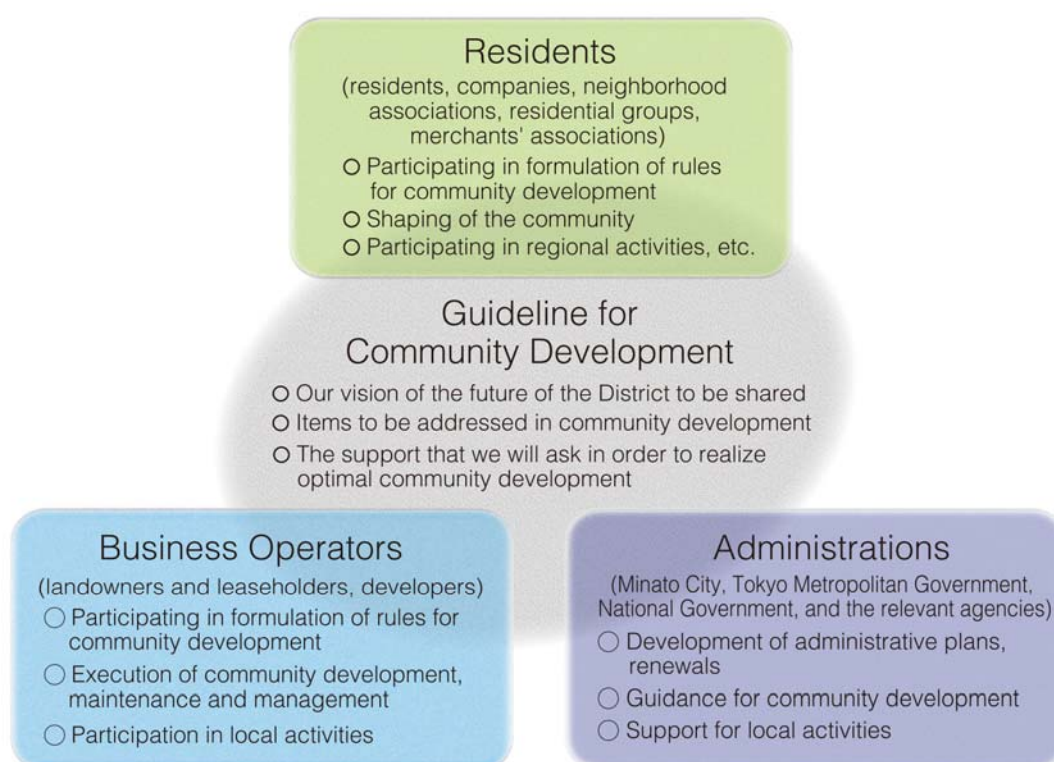 Residents
(residents, companies, neighborhood
associations, residential groups,
merchants' associations)
○ Participating in formulation of rules
for community development
○ Shaping of the community
○ Participating in regional activities, etc.
Guideline for
Community Development
○ Our vision of the future of the District to be shared
○ Items to be addressed in community development
○ The support that we will ask in order to realize
optimal community development
Business Operators
(landowners and leaseholders, developers)
○ Participating in formulation of rules for
community development
○ Execution of community development,
maintenance and management
○ Participation in local activities
Administrations
(Minato City, Tokyo Metropolitan Government,
National Government, and the relevant agencies)
○ Development of administrative plans,
renewals
○ Guidance for community development
○ Support for local activities